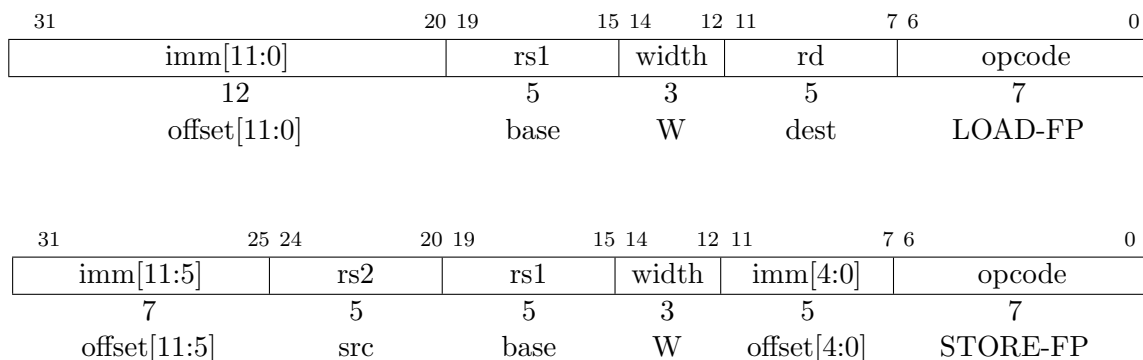 31 20 19 15 14 12 11 7 6 0
imm[11:0] rs1 width rd opcode
12 5 3 5 7
offset[11:0] base W dest LOAD-FP
31 25 24 20 19 15 14 12 11 7 6 0
imm[11:5] rs2 rs1 width imm[4:0] opcode
7 5 5 3 5 7
offset[11:5] src base W offset[4:0] STORE-FP